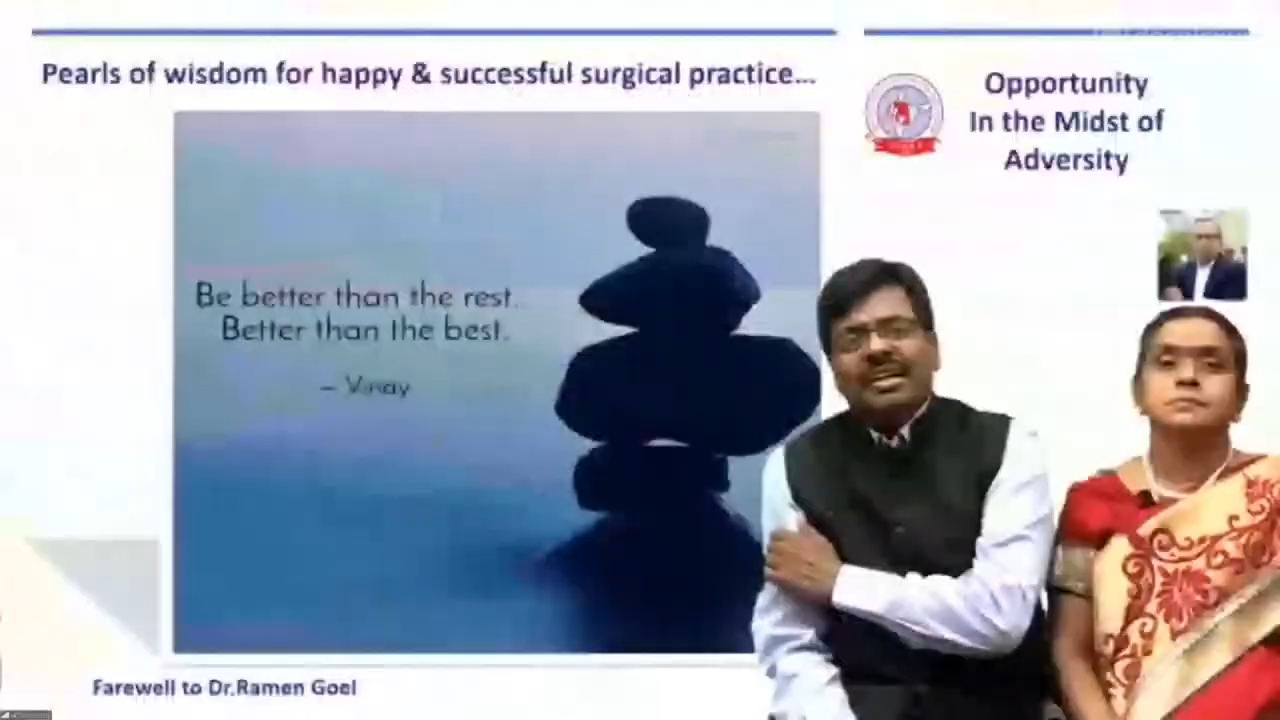 Pearls of wisdom for happy & successful surgical practice...
Opportunity
In the Midst of
Adversity
Be better than the rest.
Better than the best.
– Vinay
Farewell to Dr.Ramen Goel